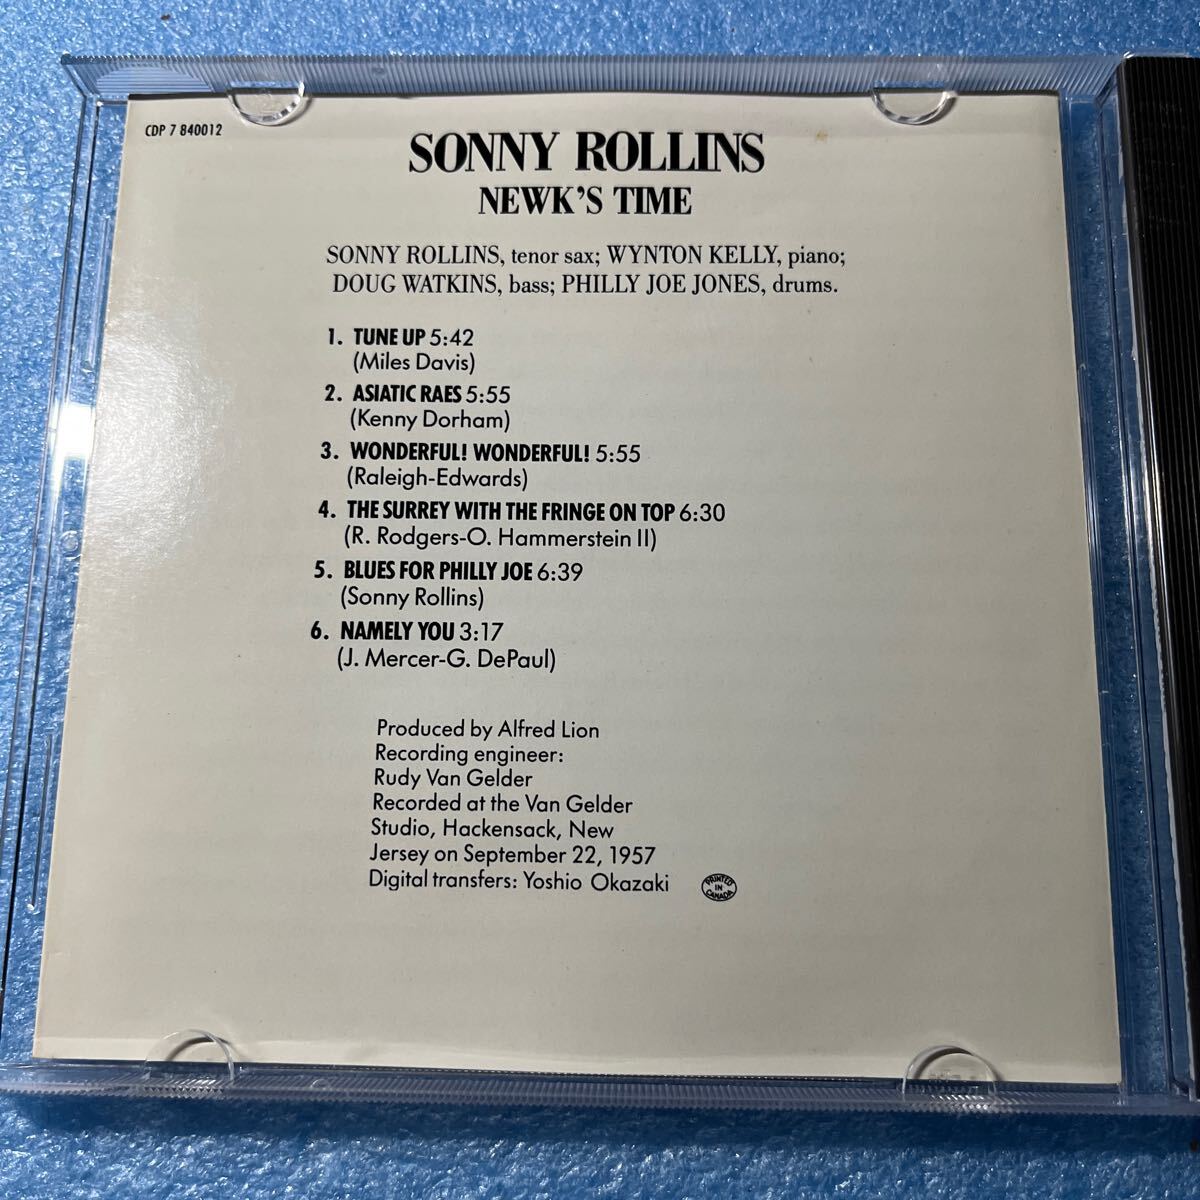 CDP 7 840012
SONNY ROLLINS
NEWK'S TIME
SONNY ROLLINS, tenor sax; WYNTON KELLY, piano;
DOUG WATKINS, bass; PHILLY JOE JONES, drums.
1. TUNE UP 5:42
(Miles Davis)
2. ASIATIC RAES 5:55
(Kenny Dorham)
3. WONDERFUL! WONDERFUL! 5:55
(Raleigh-Edwards)
4. THE SURREY WITH THE FRINGE ON TOP 6:30
(R. Rodgers-O. Hammerstein II)
5. BLUES FOR PHILLY JOE 6:39
(Sonny Rollins)
6. NAMELY YOU 3:17
(J. Mercer-G. DePaul)
Produced by Alfred Lion
Recording engineer:
Rudy Van Gelder
Recorded at the Van Gelder
Studio, Hackensack, New
Jersey on September 22, 1957
Digital transfers: Yoshio Okazaki
PRINTED
IN
CANADA